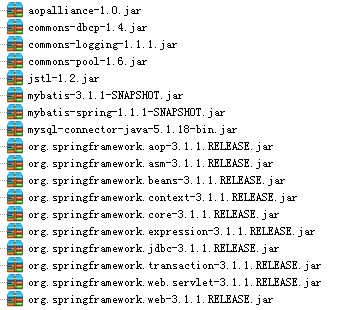 aopalliance-1.0.jar
commons-dbcp-1.4.jar
commons-logging-1.1.1.jar
commons-pool-1.6.jar
jstl-1.2.jar
mybatis-3.1.1-SNAPSHOT.jar
mybatis-spring-1.1.1-SNAPSHOT.jar
mysql-connector-java-5.1.18-bin.jar
org.springframework.aop-3.1.1.RELEASE.jar
org.springframework.asm-3.1.1.RELEASE.jar
org.springframework.beans-3.1.1.RELEASE.jar
org.springframework.context-3.1.1.RELEASE.jar
org.springframework.core-3.1.1.RELEASE.jar
org.springframework.expression-3.1.1.RELEASE.jar
org.springframework.jdbc-3.1.1.RELEASE.jar
org.springframework.transaction-3.1.1.RELEASE.jar
org.springframework.web.servlet-3.1.1.RELEASE.jar
org.springframework.web-3.1.1.RELEASE.jar